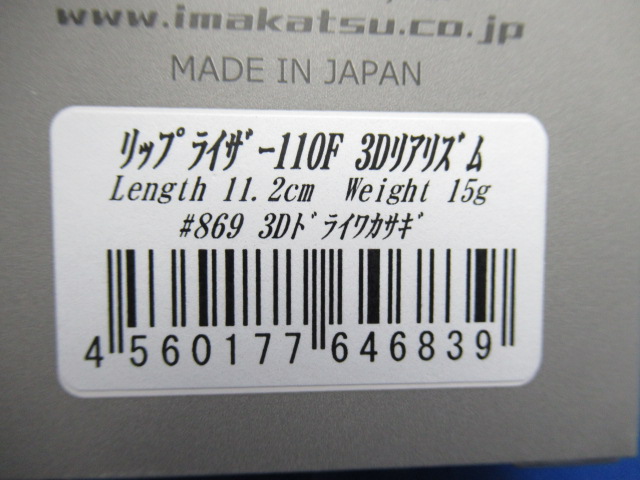 www.imakatsu.co.jp
MADE IN JAPAN
リップライザー110F 3Dリアリズム
Length 11.2cm Weight 15g
#869 3Dドライワカサギ
4 560177 646839